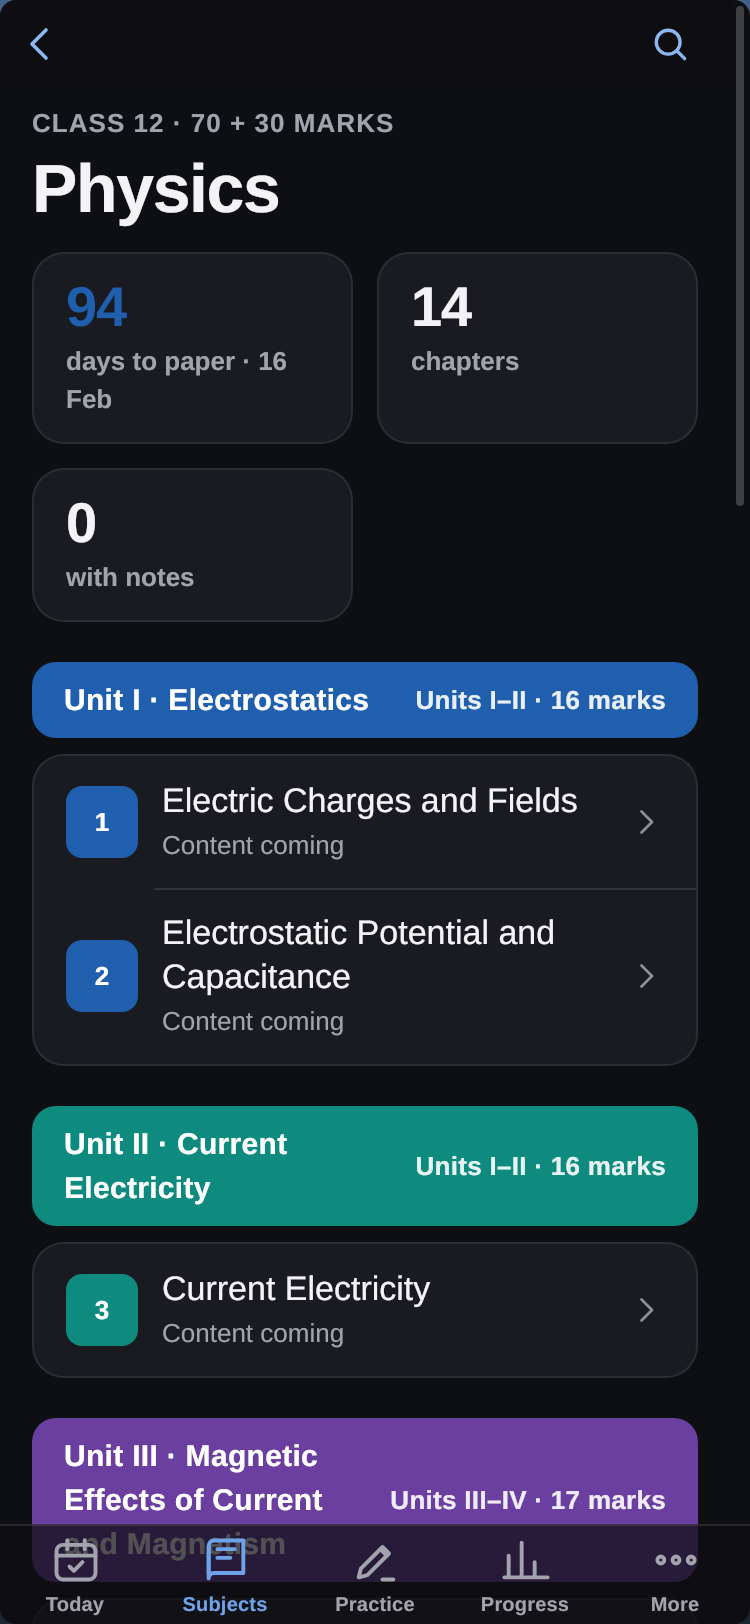 CLASS 12 · 70 + 30 MARKS
Physics
94
days to paper · 16
Feb
14
chapters
0
with notes
Unit I · Electrostatics
Units I–II · 16 marks
1
Electric Charges and Fields
Content coming
2
Electrostatic Potential and
Capacitance
Content coming
Unit II · Current
Electricity
Units I–II · 16 marks
3
Current Electricity
Content coming
Unit III · Magnetic
Effects of Current
and Magnetism
Units III–IV · 17 marks
Today
Subjects
Practice
Progress
More